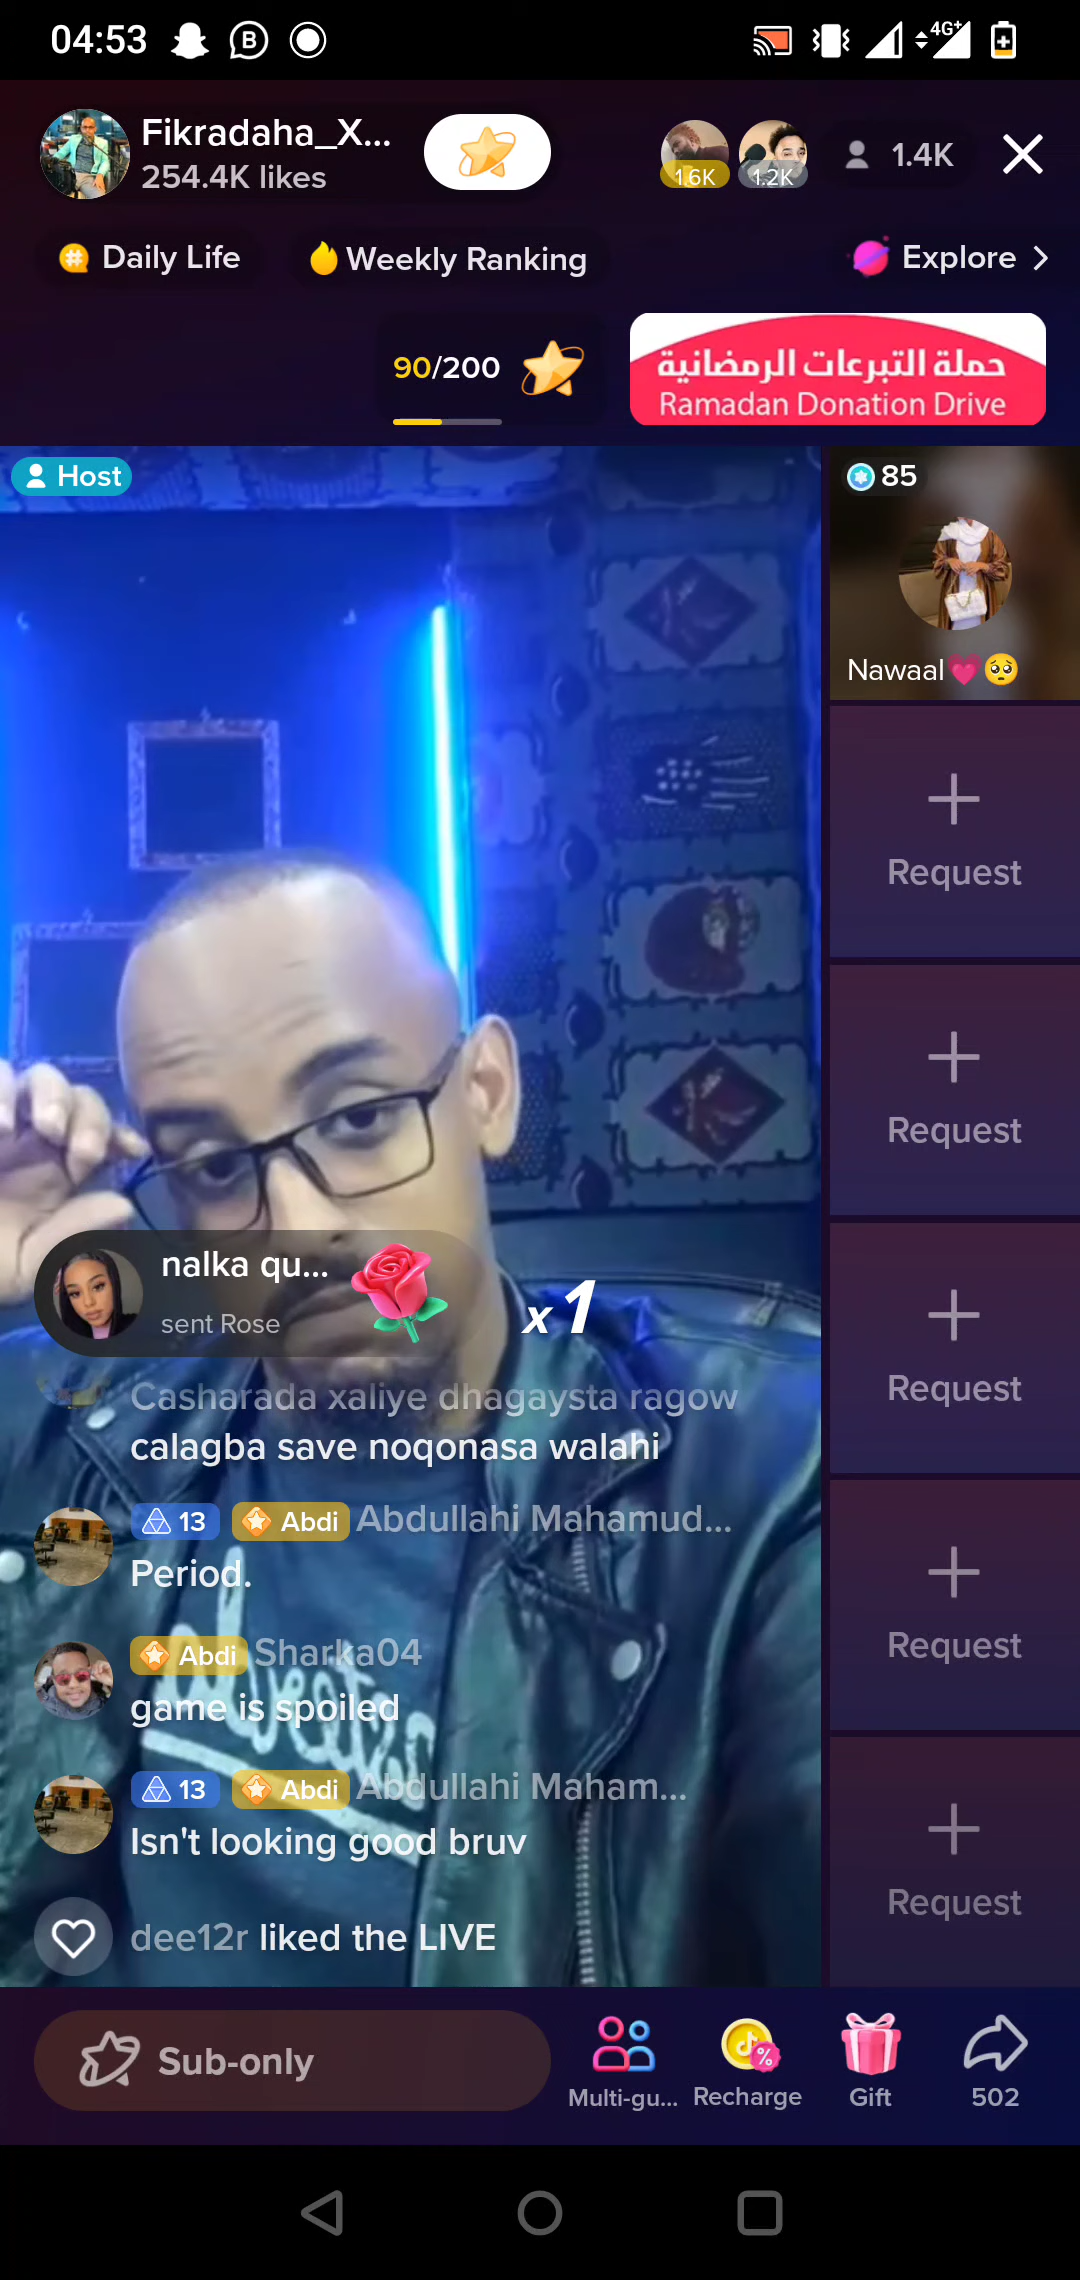 04:53
B
4G+
Fikradaha_X...
254.4K likes
1.6K
1.2K
1.4K
Daily Life
Weekly Ranking
Explore
90/200
حملة التبرعات الرمضانية
Ramadan Donation Drive
Host
85
Nawaal💗🥺
Request
Request
Request
Request
Request
nalka qu...
sent Rose
x1
Casharada xaliye dhagaysta ragow
calagba save noqonasa walahi
13 Abdi Abdullahi Mahamud...
Period.
Abdi Sharka04
game is spoiled
13 Abdi Abdullahi Maham...
Isn't looking good bruv
dee12r liked the LIVE
Sub-only
Multi-gu...
Recharge
Gift
502